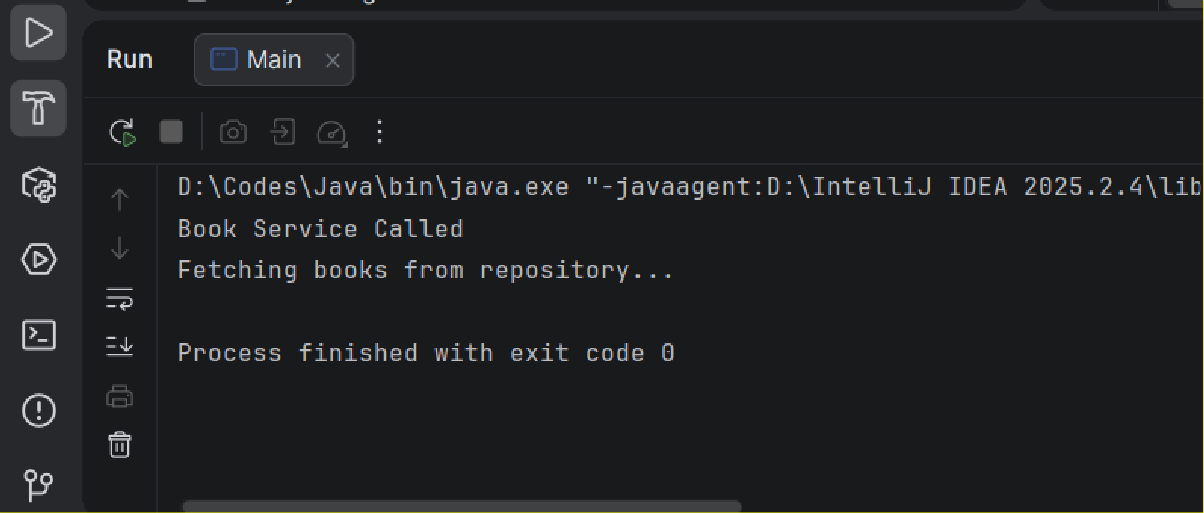 Run Main
D:\Codes\Java\bin\java.exe "-javaagent:D:\IntelliJ IDEA 2025.2.4\lib
Book Service Called
Fetching books from repository...
Process finished with exit code 0